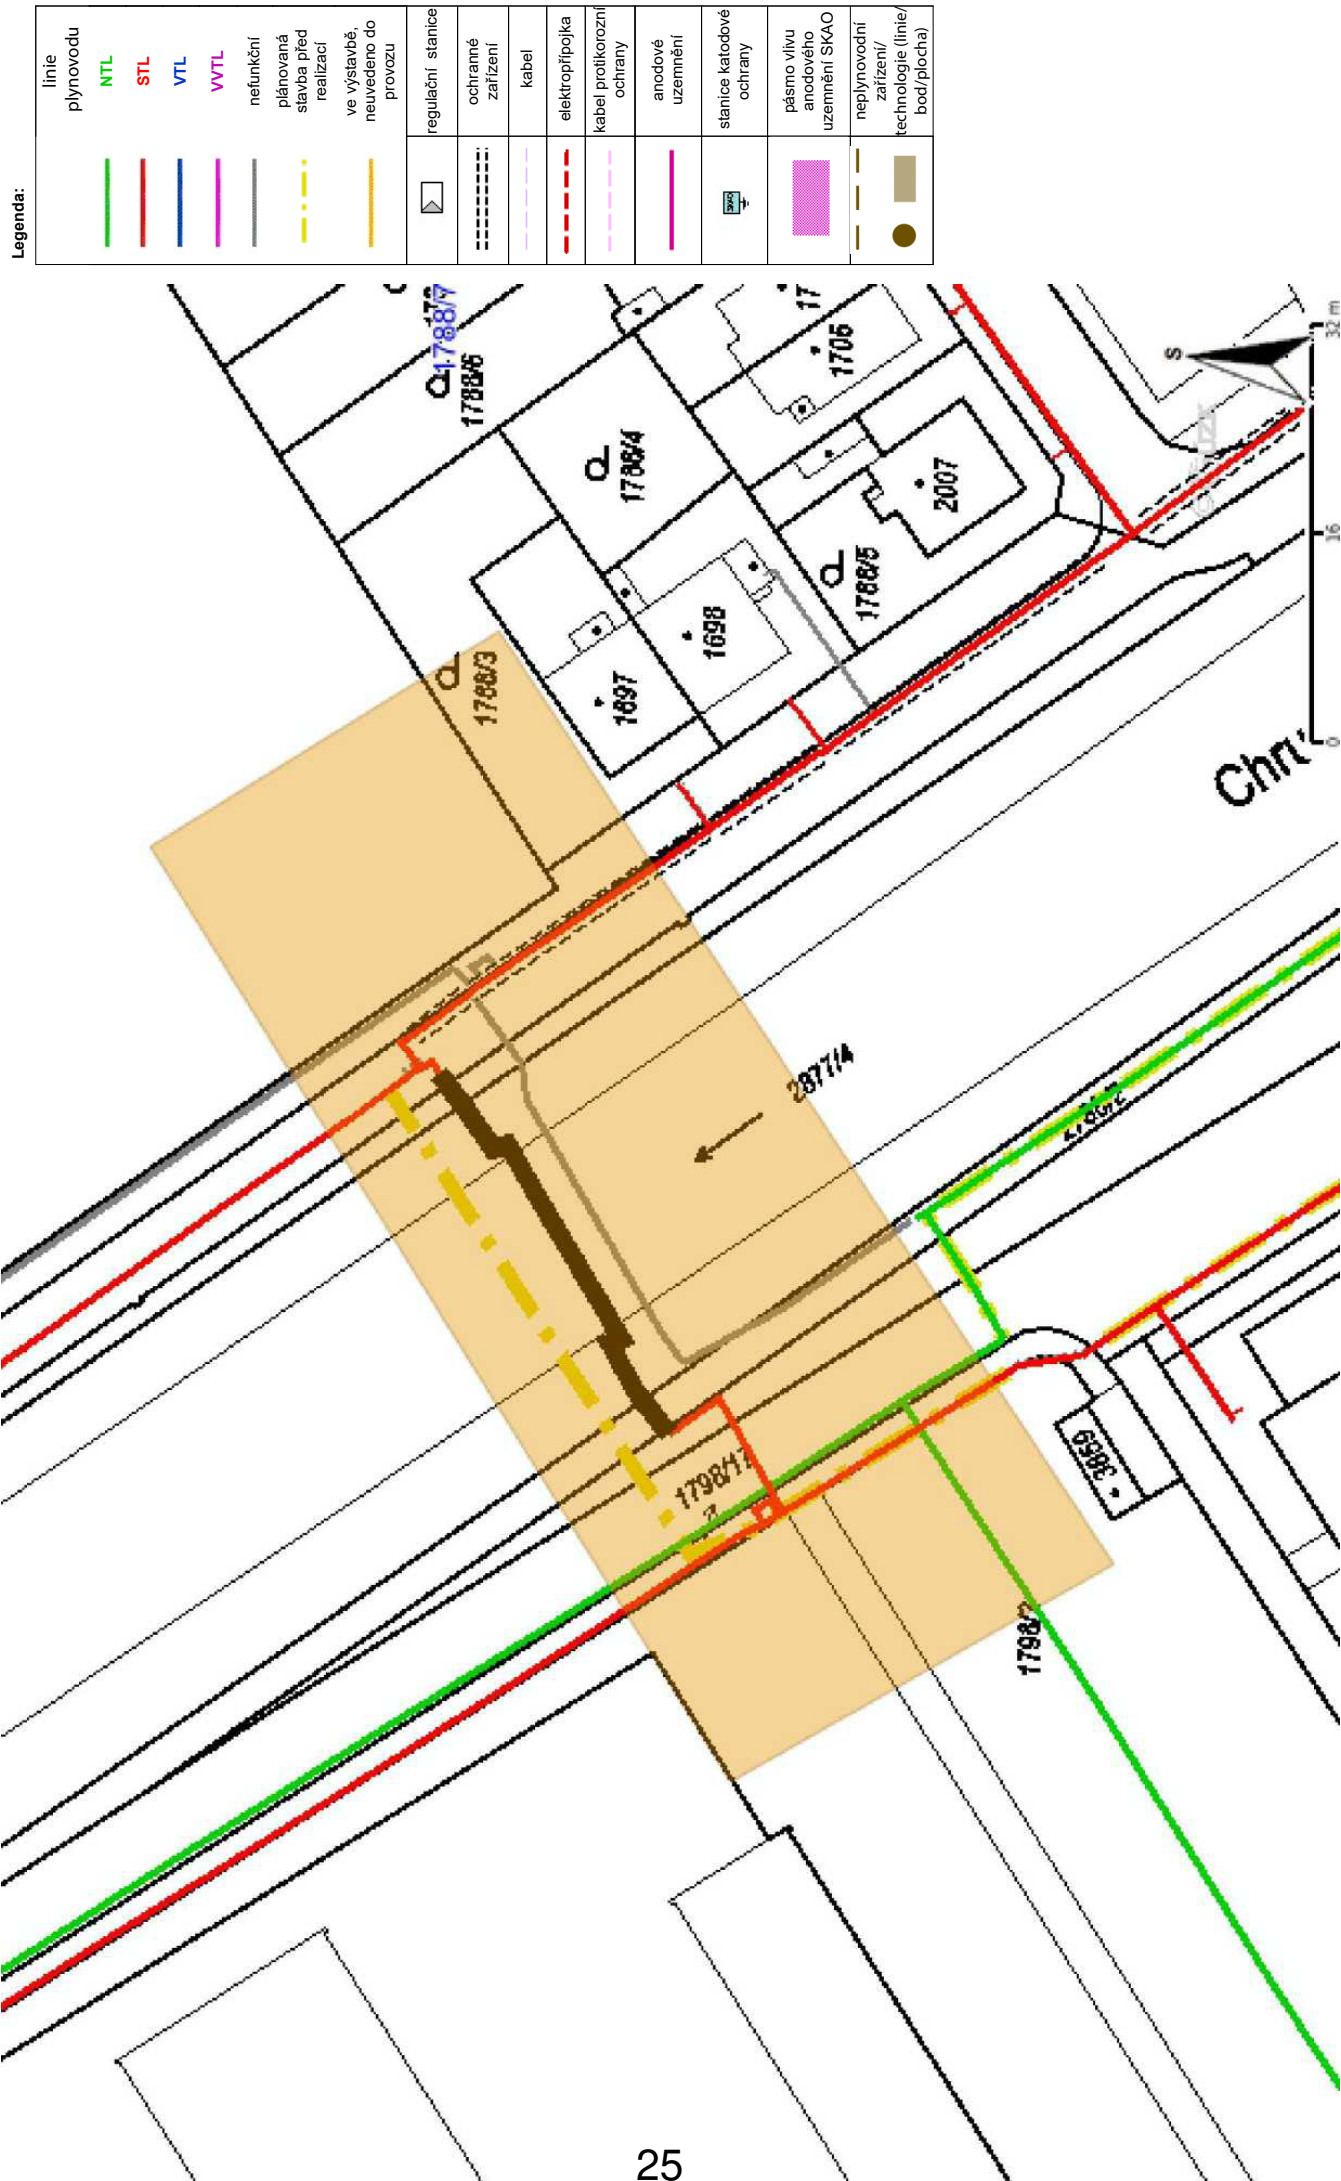 Legenda:
linie
plynovodu
NTL
STL
VTL
VVTL
nefunkční
plánovaná
stavba před
realizací
ve výstavbě,
neuvedeno do
provozu
regulační stanice
ochranné
zařízení
kabel
elektropřípojka
kabel protikorozní
ochrany
anodové
uzemnění
stanice katodové
ochrany
pásmo vlivu
anodového
uzemnění SKAO
neplynovodní
zařízení/
technologie (linie/
bod/plocha)
1788/7
1788/6
1788/4
1705
17
2007
1788/5
1698
1697
1788/3
S
0
16
32 m
Chru
2877/4
1798/17
3859
25